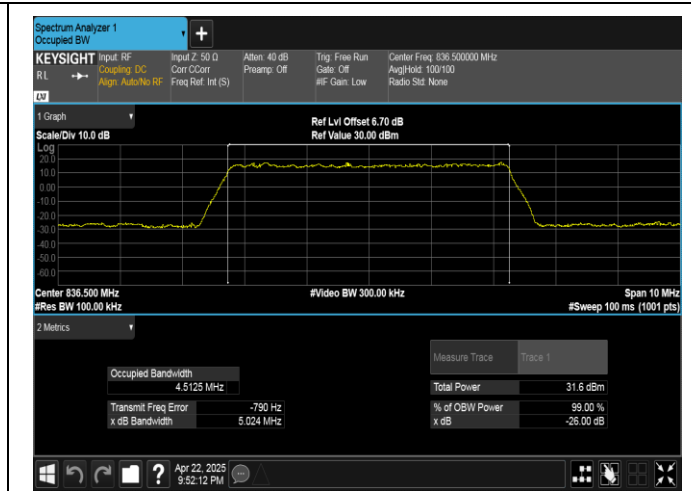 Spectrum Analyzer 1
Occupied BW
+
KEYSIGHT Input: RF Input Z: 50 Ω Atten: 40 dB Trig: Free Run Center Freq: 836.500000 MHz
RL Coupling: DC Corr CCorr Preamp: Off Gate: Off Avg|Hold: 100/100
Align: Auto/No RF Freq Ref: Int (S) #IF Gain: Low Radio Std: None
LXI
1 Graph Ref Lvl Offset 6.70 dB
Scale/Div 10.0 dB Ref Value 30.00 dBm
Log
20.0
10.0
0.00
-10.0
-20.0
-30.0
-40.0
-50.0
-60.0
Center 836.500 MHz #Video BW 300.00 kHz Span 10 MHz
#Res BW 100.00 kHz #Sweep 100 ms (1001 pts)
2 Metrics
Measure Trace Trace 1
Occupied Bandwidth
4.5125 MHz Total Power 31.6 dBm
Transmit Freq Error -790 Hz % of OBW Power 99.00 %
x dB Bandwidth 5.024 MHz x dB -26.00 dB
? Apr 22, 2025
9:52:12 PM